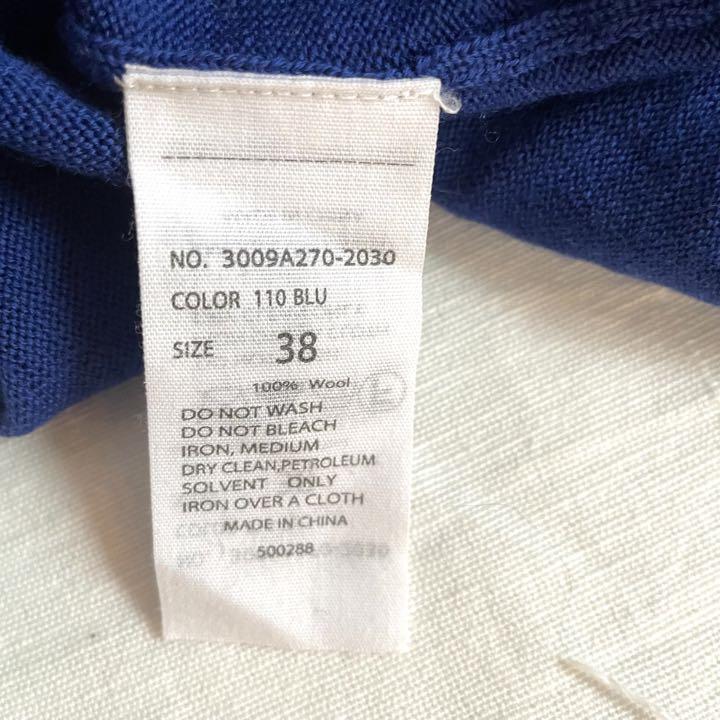 NO. 3009A270-2030
COLOR 110 BLU
SIZE 38
100% Wool
DO NOT WASH
DO NOT BLEACH
IRON, MEDIUM
DRY CLEAN,PETROLEUM
SOLVENT ONLY
IRON OVER A CLOTH
MADE IN CHINA
500288